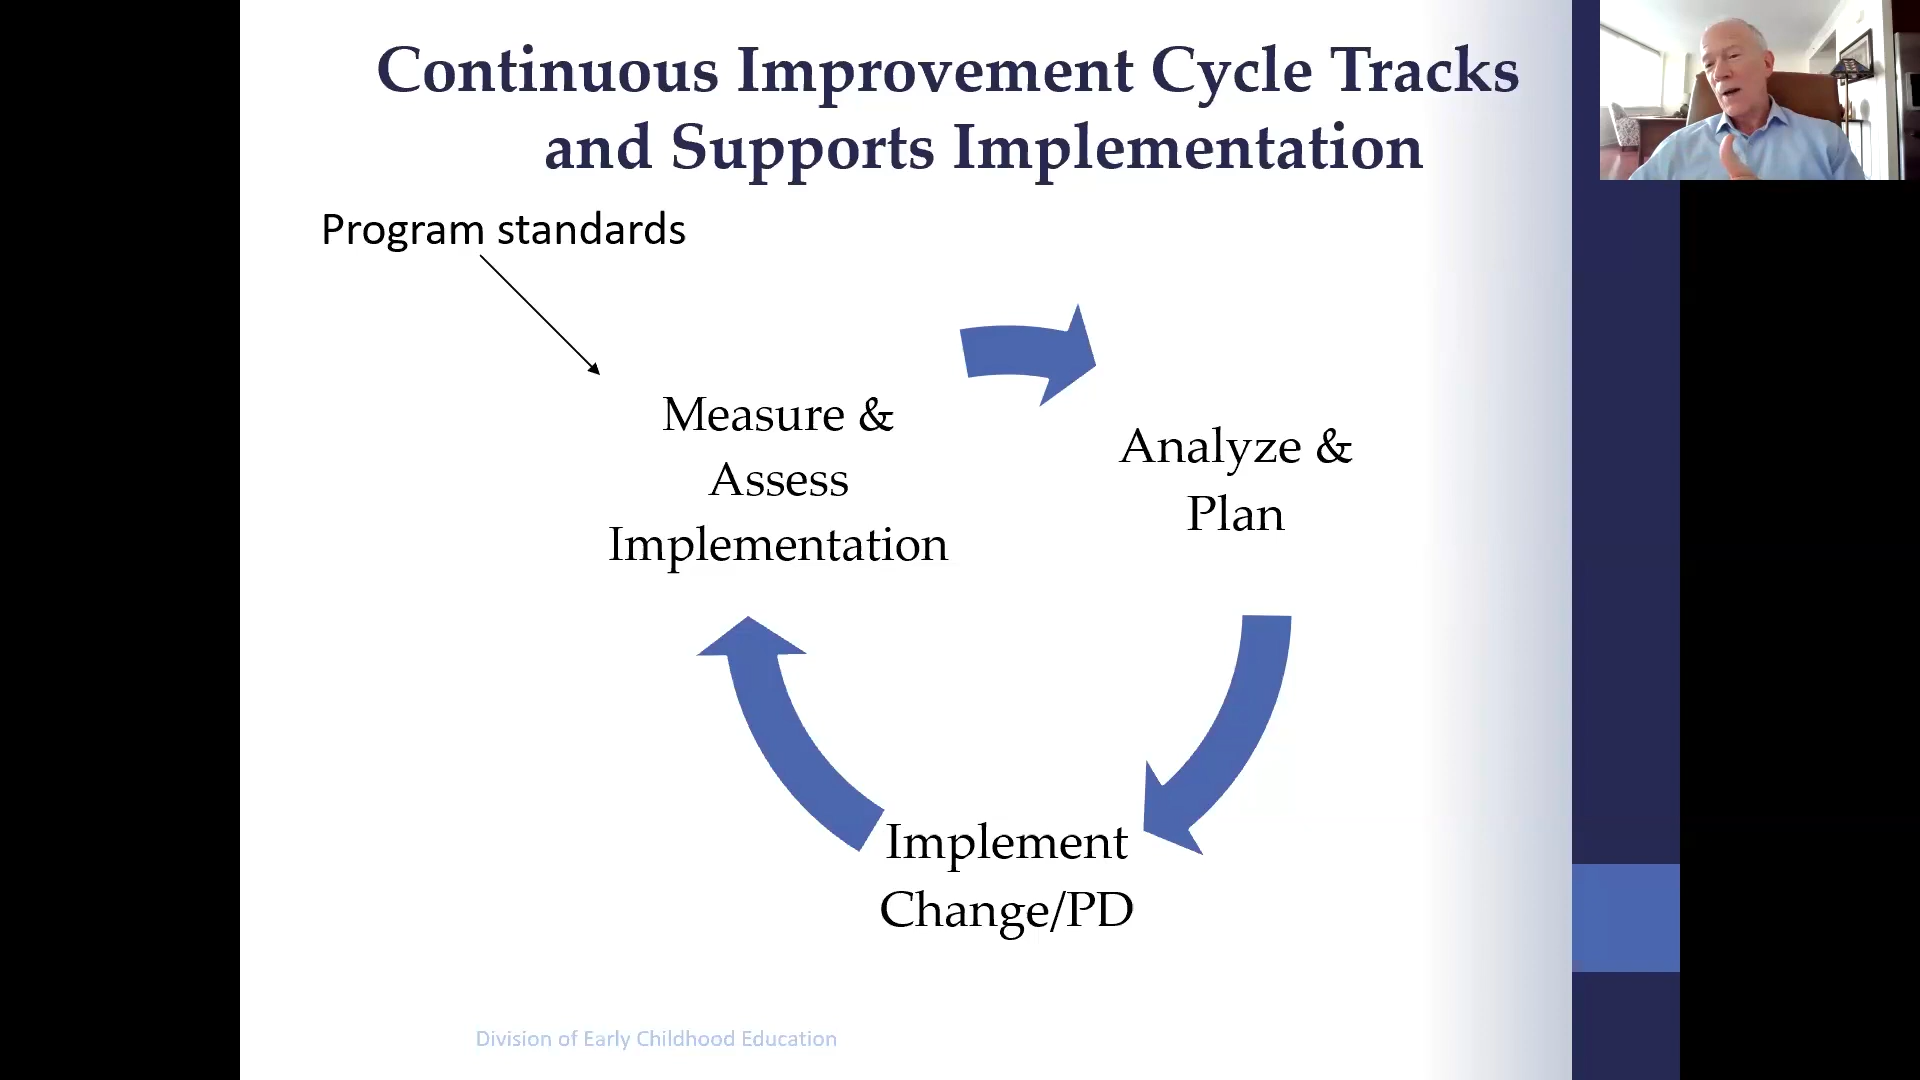 Continuous Improvement Cycle Tracks
and Supports Implementation
Program standards
Measure &
Assess
Implementation
Analyze &
Plan
Implement
Change/PD
Division of Early Childhood Education